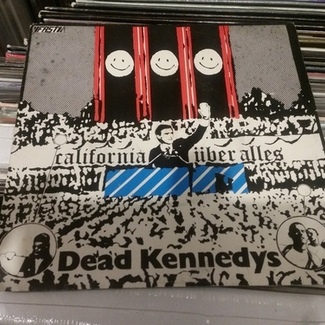 california über alles
Dead Kennedys